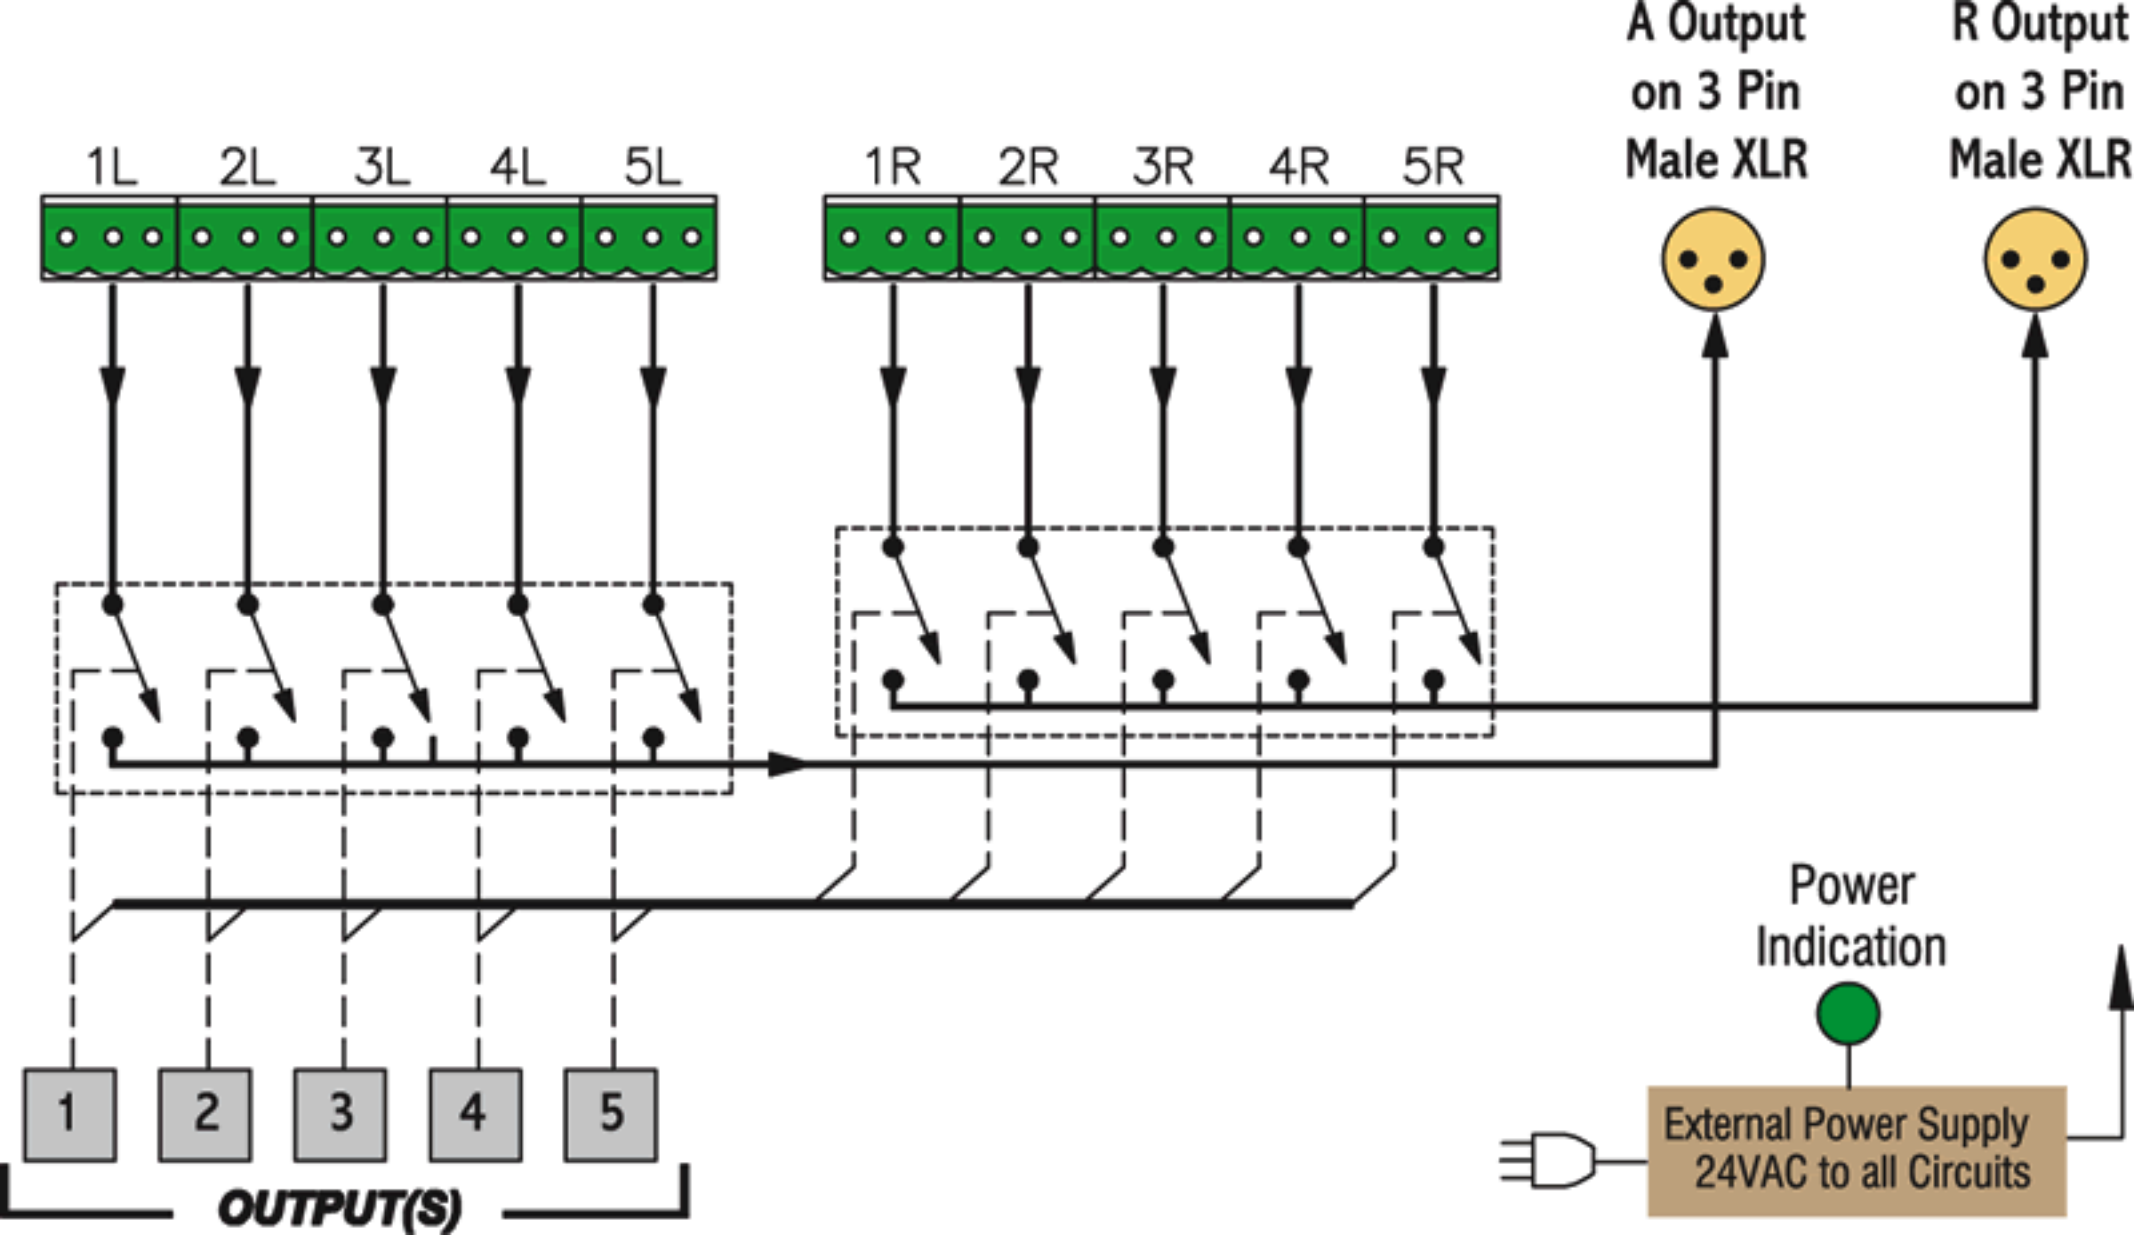 A Output
on 3 Pin
Male XLR
R Output
on 3 Pin
Male XLR
1L 2L 3L 4L 5L
1R 2R 3R 4R 5R
Power
Indication
1 2 3 4 5
External Power Supply
24VAC to all Circuits
OUTPUT(S)